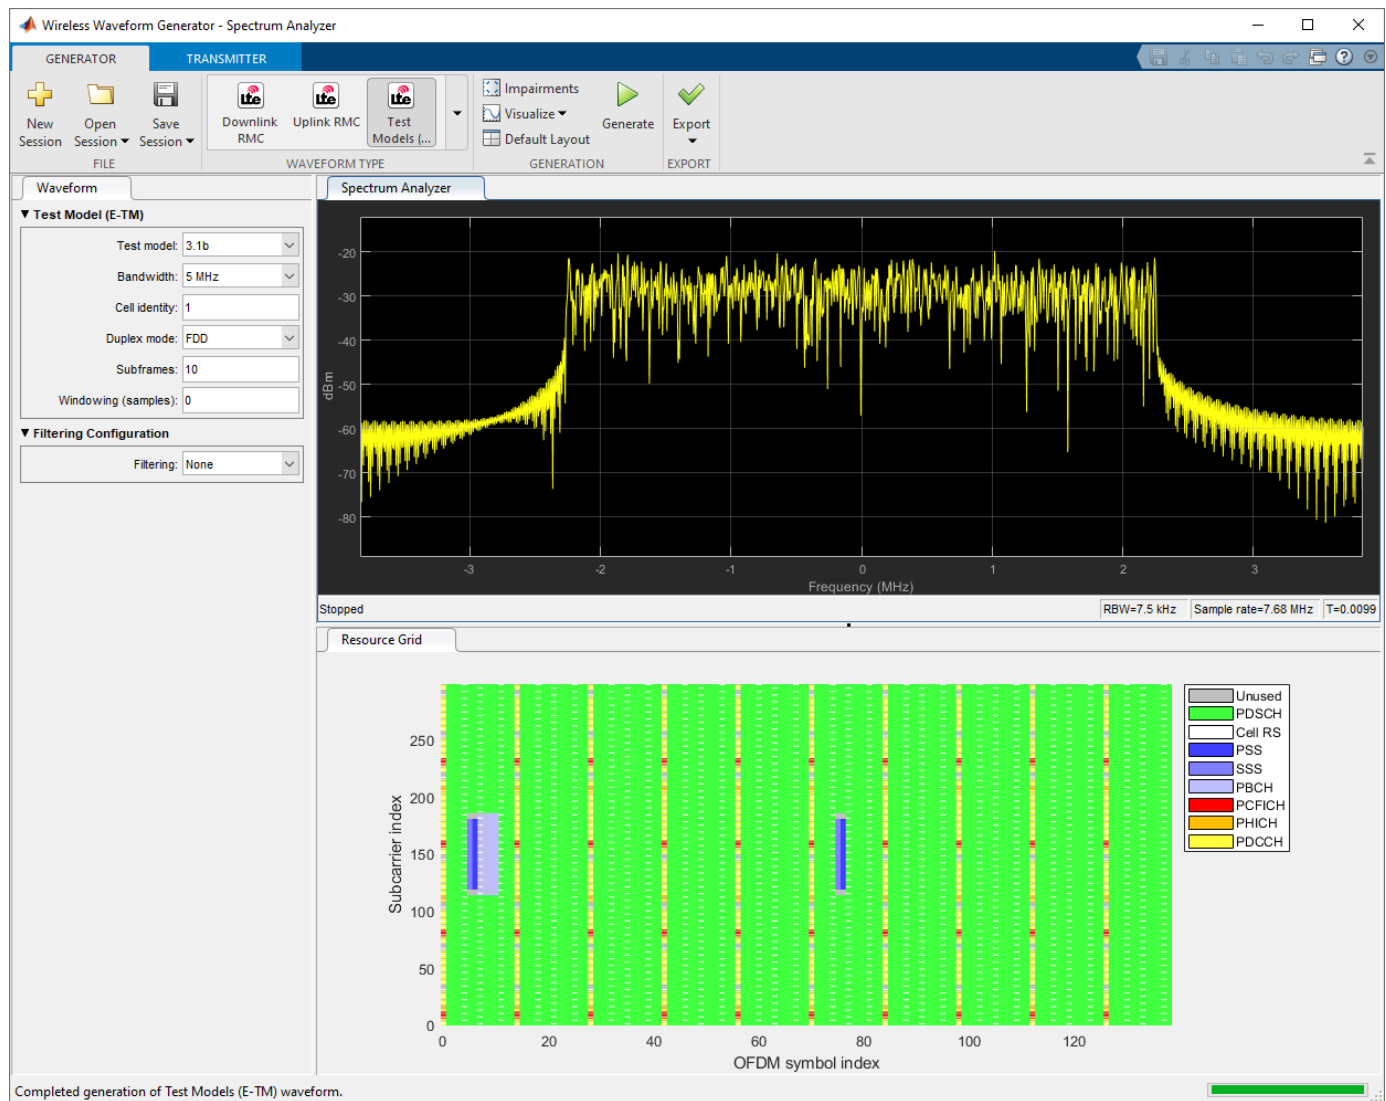 Wireless Waveform Generator - Spectrum Analyzer
GENERATOR
TRANSMITTER
New Session
Open Session
Save Session
FILE
Lte
Downlink RMC
Lte
Uplink RMC
Lte
Test Models (...
WAVEFORM TYPE
Impairments
Visualize
Default Layout
Generate
GENERATION
Export
EXPORT
Waveform
Test Model (E-TM)
Test model: 3.1b
Bandwidth: 5 MHz
Cell identity: 1
Duplex mode: FDD
Subframes: 10
Windowing (samples): 0
Filtering Configuration
Filtering: None
Spectrum Analyzer
-20
-30
-40
-50
-60
-70
-80
dBm
-3 -2 -1 0 1 2 3
Frequency (MHz)
Stopped
RBW=7.5 kHz
Sample rate=7.68 MHz
T=0.0099
Resource Grid
250
200
150
100
50
0
Subcarrier index
0 20 40 60 80 100 120
OFDM symbol index
Unused
PDSCH
Cell RS
PSS
SSS
PBCH
PCFICH
PHICH
PDCCH
Completed generation of Test Models (E-TM) waveform.